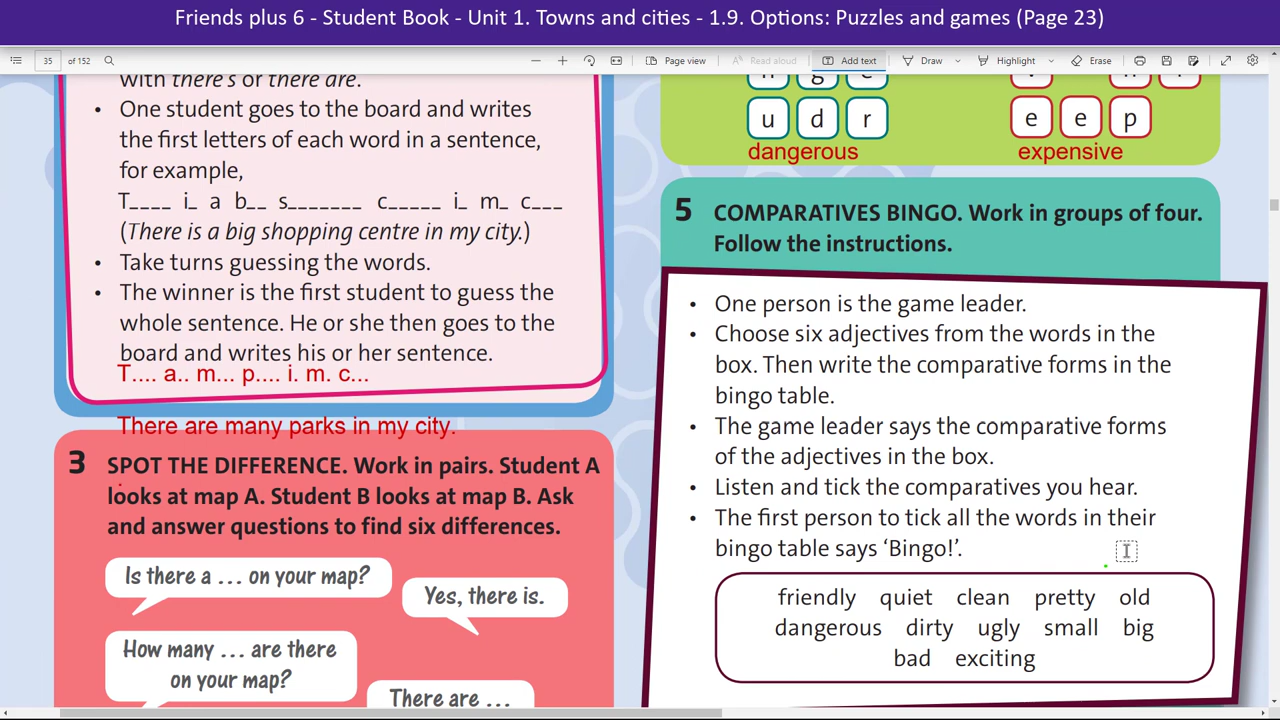 Friends plus 6 - Student Book - Unit 1. Towns and cities - 1.9. Options: Puzzles and games (Page 23)
35 of 152 Page view Read aloud Add text Draw Highlight Erase
with there's or there are.
• One student goes to the board and writes
the first letters of each word in a sentence,
for example,
T____ i_ a b__ s_______ c_____ i_ m_ c___
(There is a big shopping centre in my city.)
• Take turns guessing the words.
• The winner is the first student to guess the
whole sentence. He or she then goes to the
board and writes his or her sentence.
T.... a.. m... p.... i. m. c...
There are many parks in my city.
3 SPOT THE DIFFERENCE. Work in pairs. Student A
looks at map A. Student B looks at map B. Ask
and answer questions to find six differences.
Is there a ... on your map?
Yes, there is.
How many ... are there
on your map?
There are ...
u d r
dangerous
e e p
expensive
5 COMPARATIVES BINGO. Work in groups of four.
Follow the instructions.
• One person is the game leader.
• Choose six adjectives from the words in the
box. Then write the comparative forms in the
bingo table.
• The game leader says the comparative forms
of the adjectives in the box.
• Listen and tick the comparatives you hear.
• The first person to tick all the words in their
bingo table says ‘Bingo!’.
friendly quiet clean pretty old
dangerous dirty ugly small big
bad exciting